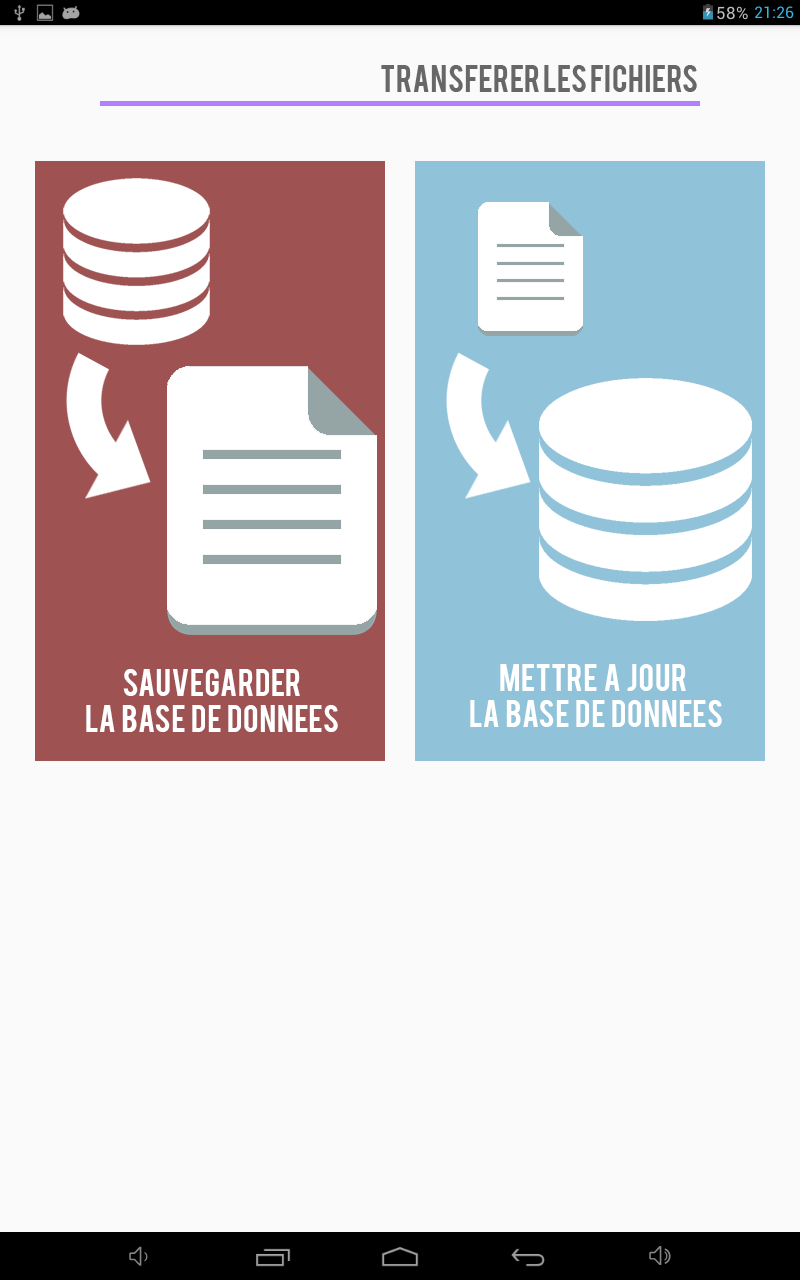 58% 21:26
TRANSFERER LES FICHIERS
SAUVEGARDER
LA BASE DE DONNEES
METTRE A JOUR
LA BASE DE DONNEES